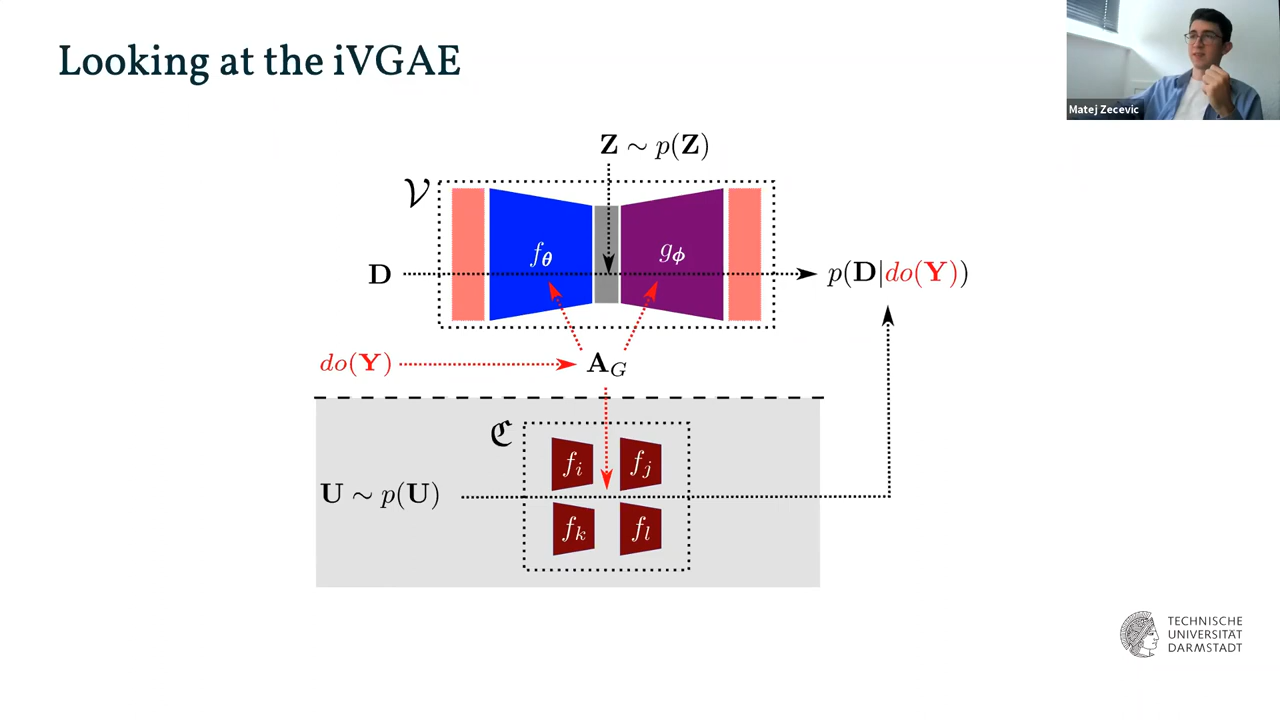 Looking at the iVGAE
Matej Zecevic
Z ∼ p(Z)
𝒱
f_θ
g_ϕ
D
p(D|do(Y))
do(Y)
A_G
ℭ
f_i
f_j
U ∼ p(U)
f_k
f_l
TECHNISCHE
UNIVERSITÄT
DARMSTADT